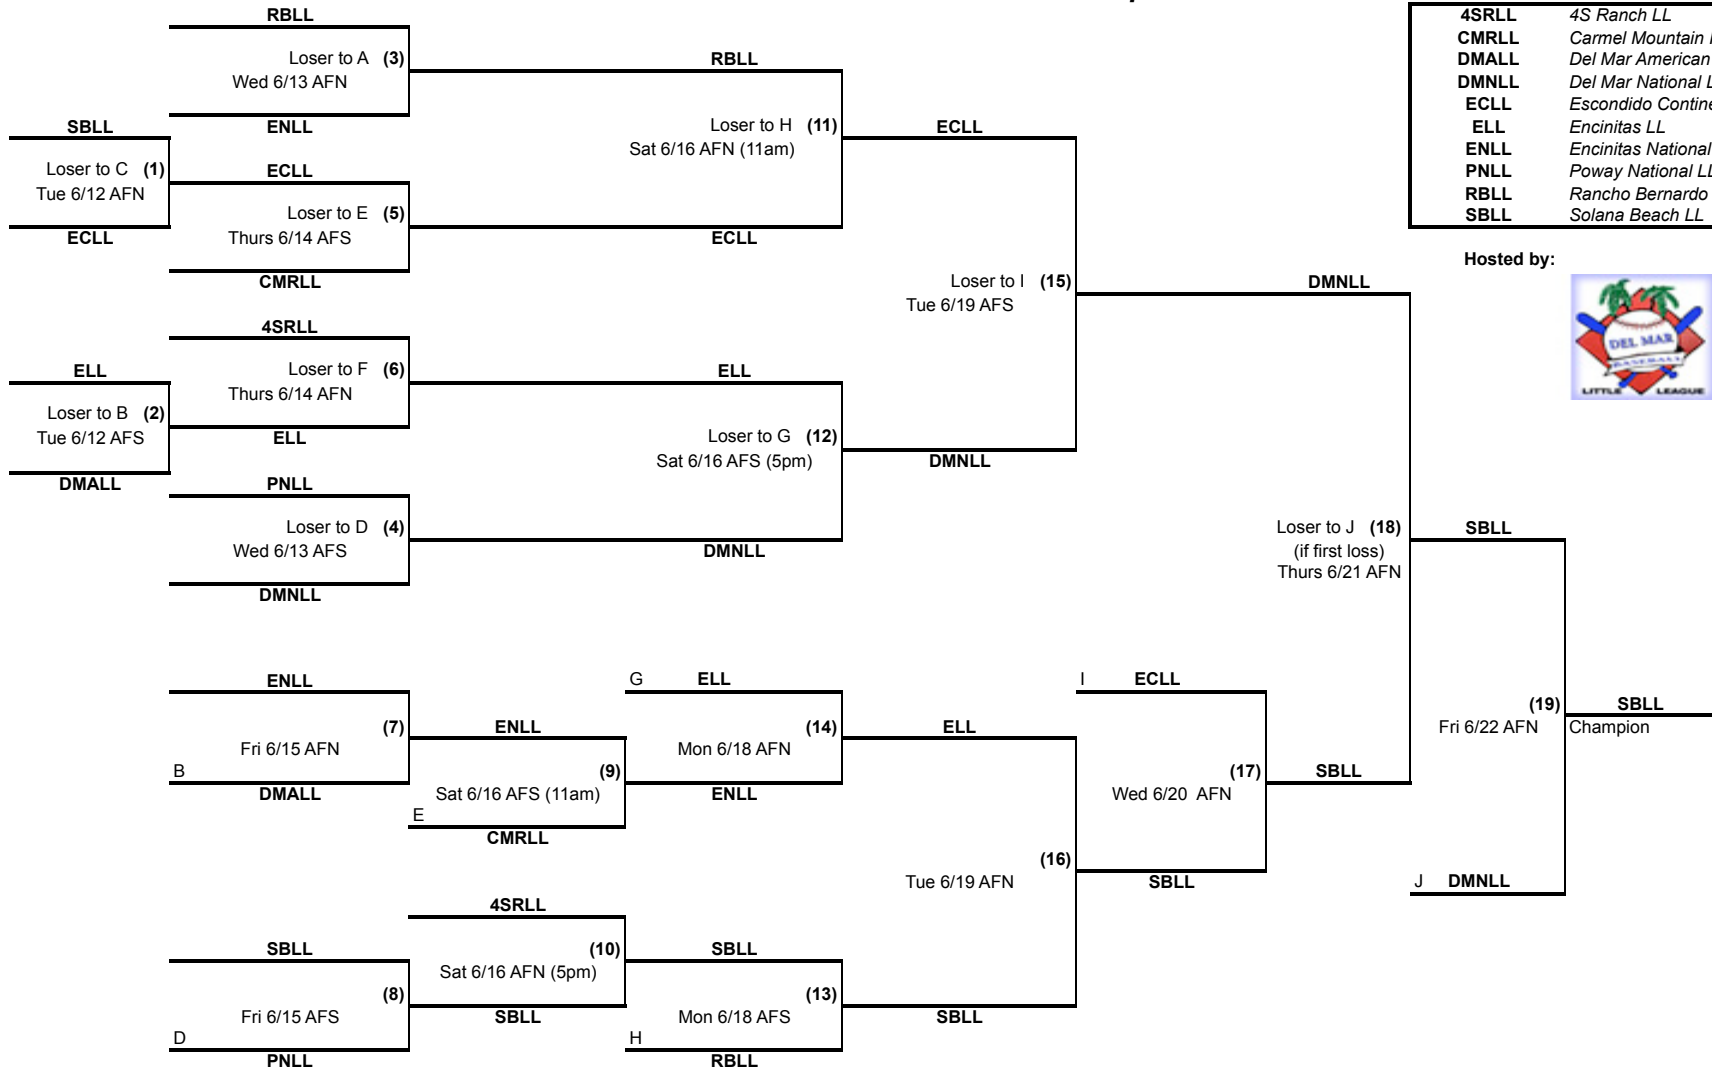 RBLL
Loser to A (3)
Wed 6/13 AFN
ENLL
SBLL
Loser to C (1)
Tue 6/12 AFN
ECLL
ECLL
Loser to E (5)
Thurs 6/14 AFS
CMRLL
RBLL
Loser to H (11)
Sat 6/16 AFN (11am)
ECLL
ECLL
4SRLL
Loser to F (6)
Thurs 6/14 AFN
ELL
ELL
Loser to B (2)
Tue 6/12 AFS
DMALL
PNLL
Loser to D (4)
Wed 6/13 AFS
DMNLL
ELL
Loser to G (12)
Sat 6/16 AFS (5pm)
DMNLL
DMNLL
Loser to I (15)
Tue 6/19 AFS
DMNLL
Loser to J (18)
(if first loss)
Thurs 6/21 AFN
SBLL
4SRLL 4S Ranch LL
CMRLL Carmel Mountain
DMALL Del Mar American
DMNLL Del Mar National
ECLL Escondido
ELL Encinitas LL
ENLL Encinitas National
PNLL Poway National LL
RBLL Rancho Bernardo
SBLL Solana Beach LL
Hosted by:
DEL MAR
BASEBALL
LITTLE LEAGUE
ENLL
(7)
Fri 6/15 AFN
B
DMALL
ENLL
(9)
Sat 6/16 AFS (11am)
E
CMRLL
G ELL
(14)
Mon 6/18 AFN
ENLL
ELL
I ECLL
(17)
Wed 6/20 AFN
SBLL
SBLL
(16)
Tue 6/19 AFN
4SRLL
(10)
Sat 6/16 AFN (5pm)
SBLL
SBLL
(8)
Fri 6/15 AFS
D
PNLL
SBLL
(13)
Mon 6/18 AFS
H
RBLL
SBLL
(19)
Fri 6/22 AFN
J DMNLL
SBLL
Champion